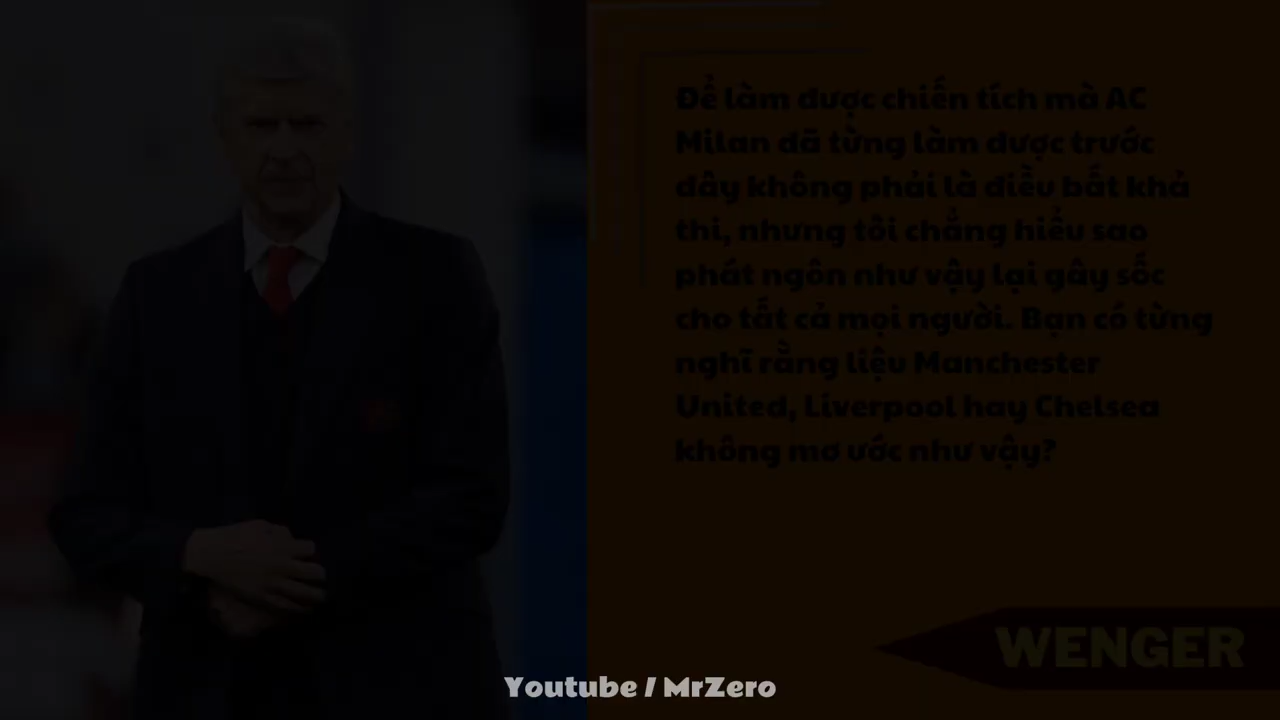 Để làm được chiến tích mà AC
Milan đã từng làm được trước
đây không phải là điều bất khả
thi, nhưng tôi chẳng hiểu sao
phát ngôn như vậy lại gây sốc
cho tất cả mọi người. Bạn có từng
nghĩ rằng liệu Manchester
United, Liverpool hay Chelsea
không mơ ước như vậy?
WENGER
Youtube / MrZero